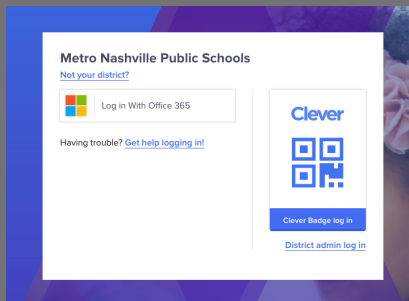 Metro Nashville Public Schools
Not your district?
Log in With Office 365
Having trouble? Get help logging in!
Clever
Clever Badge log in
District admin log in